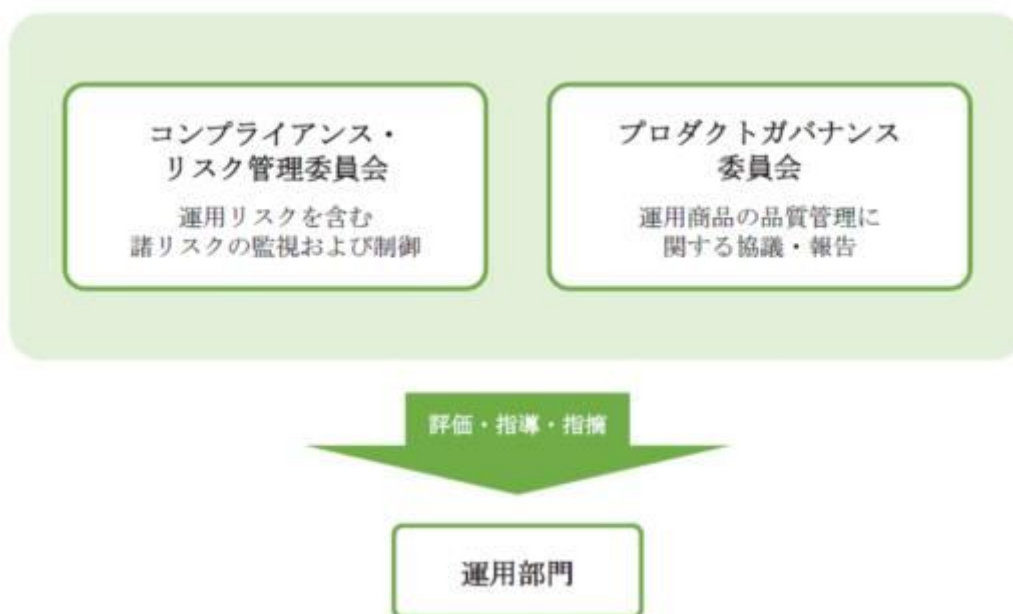 コンプライアンス・
リスク管理委員会
運用リスクを含む
諸リスクの監視および制御
プロダクトガバナンス
委員会
運用商品の品質管理に
関する協議・報告
評価・指導・指摘
運用部門